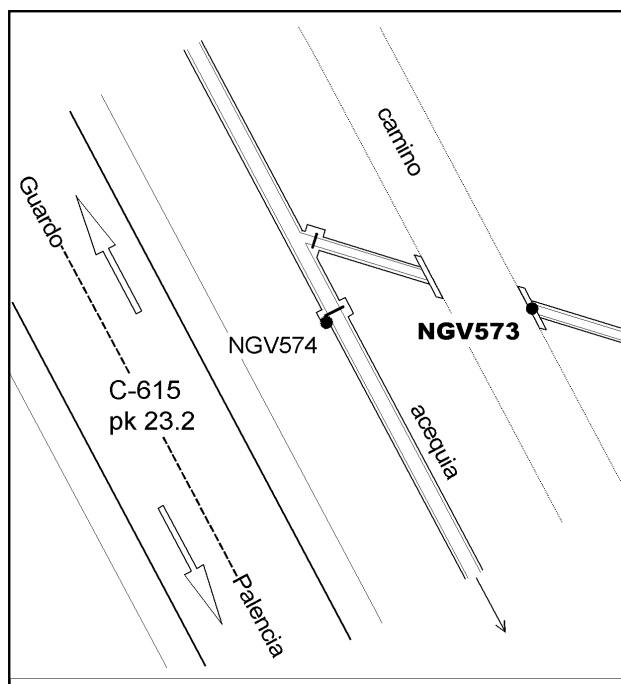 camino
Guardo
NGV574
NGV573
C-615
pk 23.2
acequia
Palencia